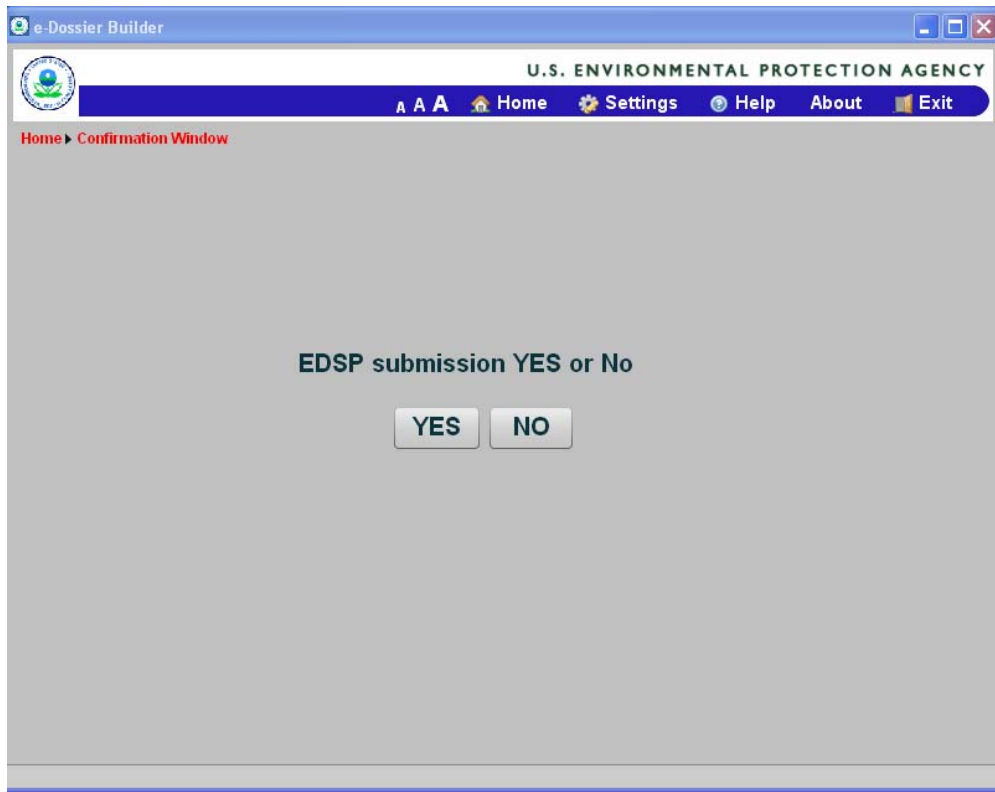 e-Dossier Builder
U.S. ENVIRONMENTAL PROTECTION AGENCY
A A A Home Settings Help About Exit
Home Confirmation Window
EDSP submission YES or No
YES NO